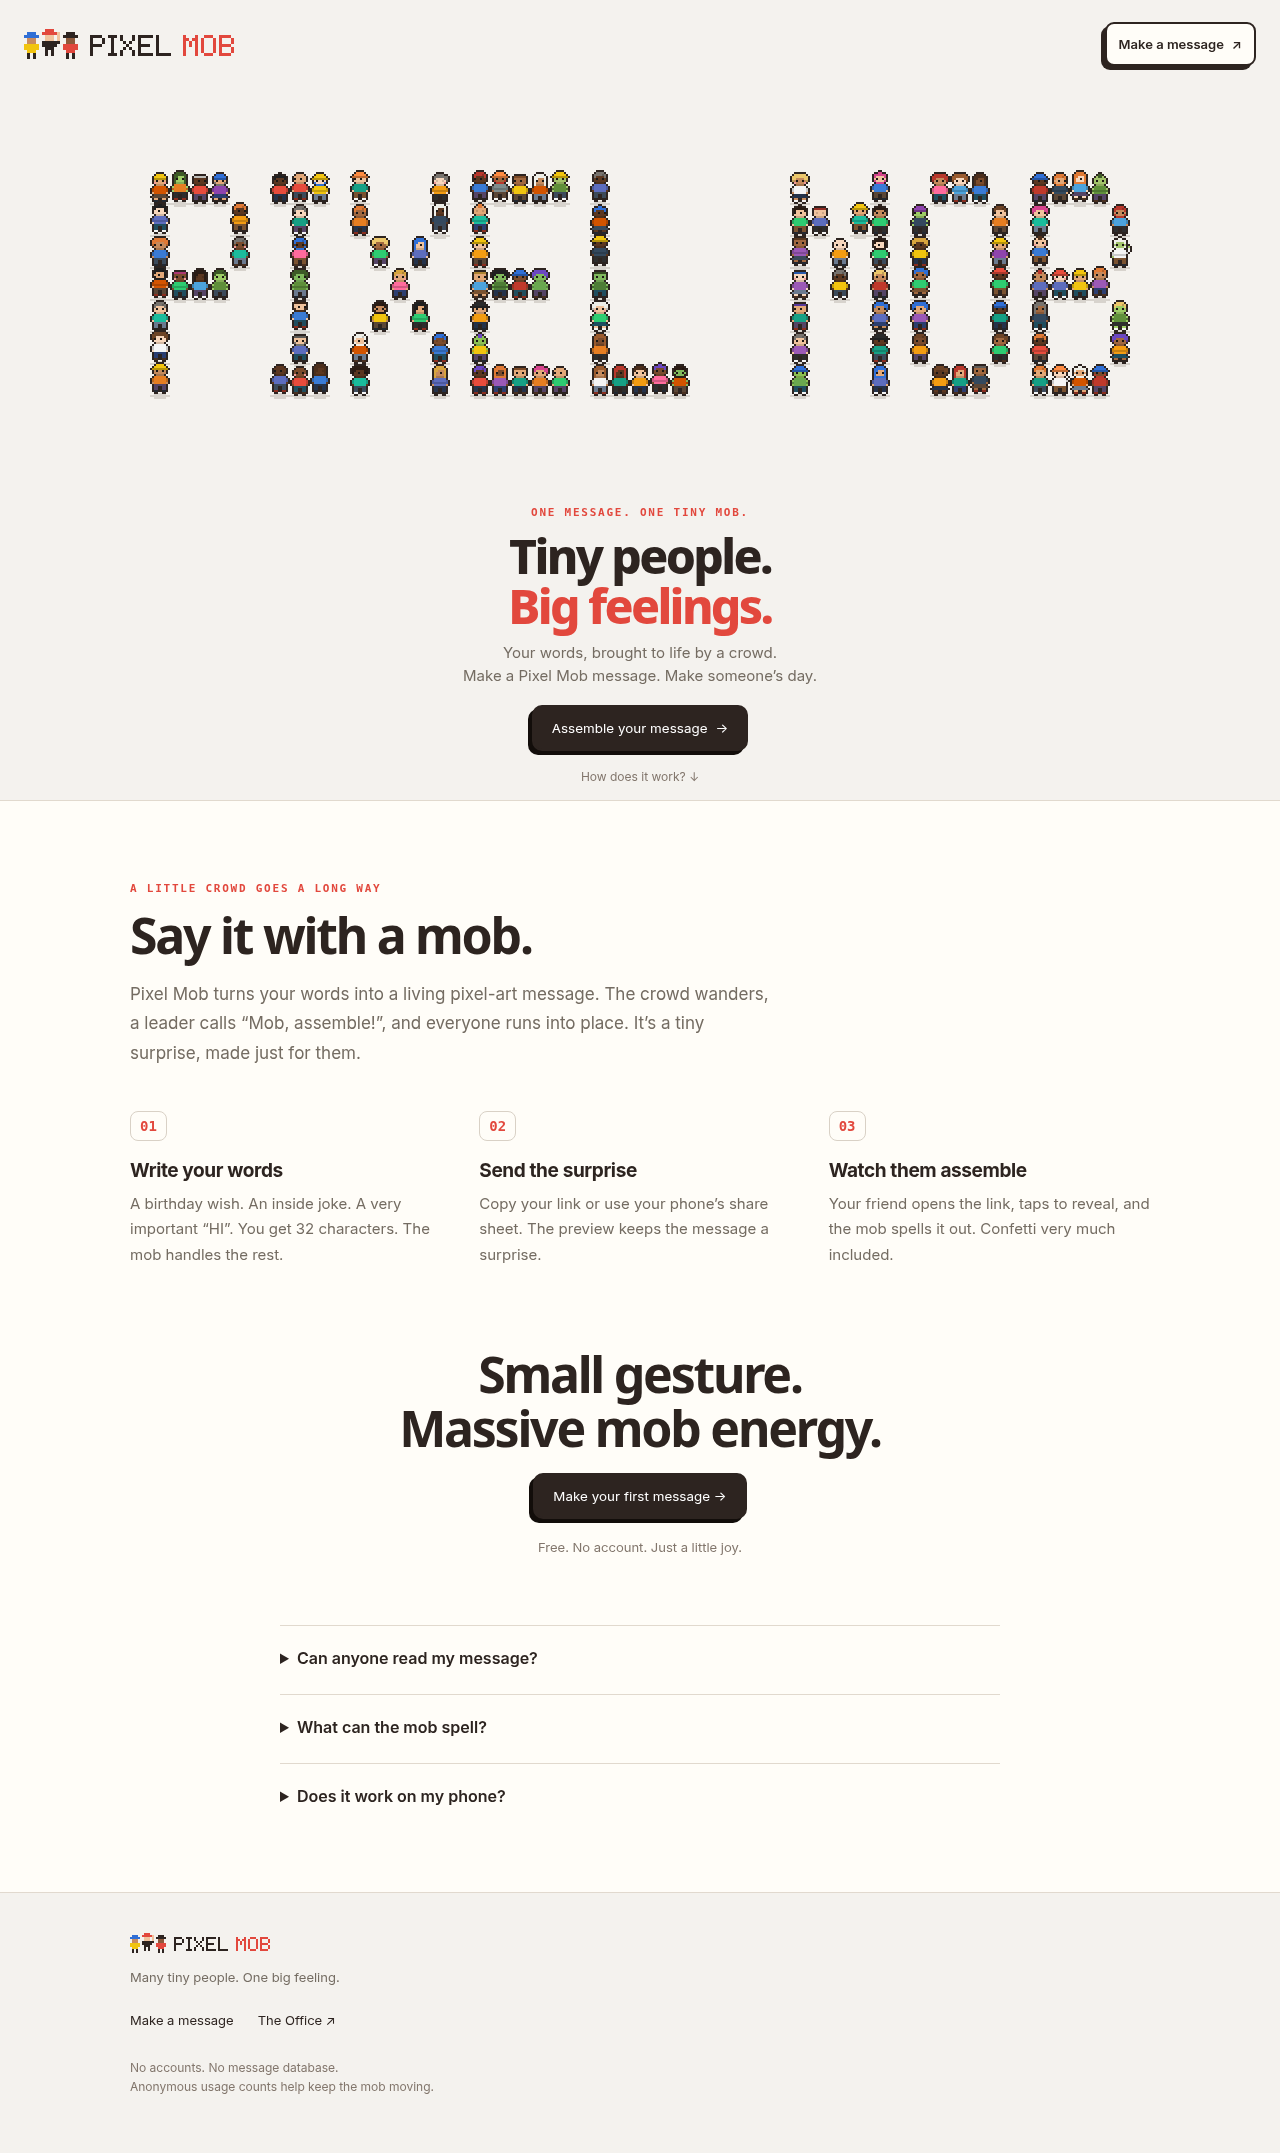 PIXEL MOB
Make a message ↗
PIXEL MOB
ONE MESSAGE. ONE TINY MOB.
Tiny people.
Big feelings.
Your words, brought to life by a crowd.
Make a Pixel Mob message. Make someone’s day.
Assemble your message →
How does it work? ↓
A LITTLE CROWD GOES A LONG WAY
Say it with a mob.
Pixel Mob turns your words into a living pixel-art message. The crowd wanders,
a leader calls “Mob, assemble!”, and everyone runs into place. It’s a tiny
surprise, made just for them.
01
Write your words
A birthday wish. An inside joke. A very
important “HI”. You get 32 characters. The
mob handles the rest.
02
Send the surprise
Copy your link or use your phone’s share
sheet. The preview keeps the message a
surprise.
03
Watch them assemble
Your friend opens the link, taps to reveal, and
the mob spells it out. Confetti very much
included.
Small gesture.
Massive mob energy.
Make your first message →
Free. No account. Just a little joy.
Can anyone read my message?
What can the mob spell?
Does it work on my phone?
PIXEL MOB
Many tiny people. One big feeling.
Make a message The Office ↗
No accounts. No message database.
Anonymous usage counts help keep the mob moving.